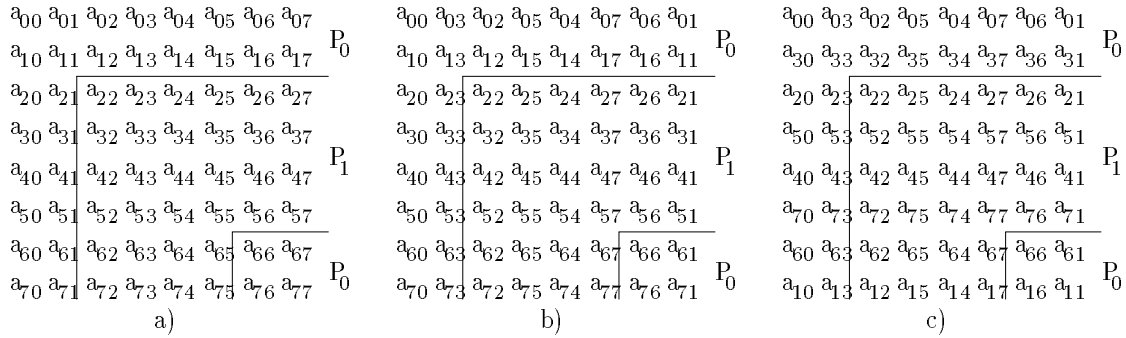 a00 a01 a02 a03 a04 a05 a06 a07
P0
a10 a11 a12 a13 a14 a15 a16 a17
a20 a21 a22 a23 a24 a25 a26 a27
a30 a31 a32 a33 a34 a35 a36 a37
P1
a40 a41 a42 a43 a44 a45 a46 a47
a50 a51 a52 a53 a54 a55 a56 a57
a60 a61 a62 a63 a64 a65 a66 a67
P0
a70 a71 a72 a73 a74 a75 a76 a77
a)
a00 a03 a02 a05 a04 a07 a06 a01
P0
a10 a13 a12 a15 a14 a17 a16 a11
a20 a23 a22 a25 a24 a27 a26 a21
a30 a33 a32 a35 a34 a37 a36 a31
P1
a40 a43 a42 a45 a44 a47 a46 a41
a50 a53 a52 a55 a54 a57 a56 a51
a60 a63 a62 a65 a64 a67 a66 a61
P0
a70 a73 a72 a75 a74 a77 a76 a71
b)
a00 a03 a02 a05 a04 a07 a06 a01
P0
a30 a33 a32 a35 a34 a37 a36 a31
a20 a23 a22 a25 a24 a27 a26 a21
a50 a53 a52 a55 a54 a57 a56 a51
P1
a40 a43 a42 a45 a44 a47 a46 a41
a70 a73 a72 a75 a74 a77 a76 a71
a60 a63 a62 a65 a64 a67 a66 a61
P0
a10 a13 a12 a15 a14 a17 a16 a11
c)